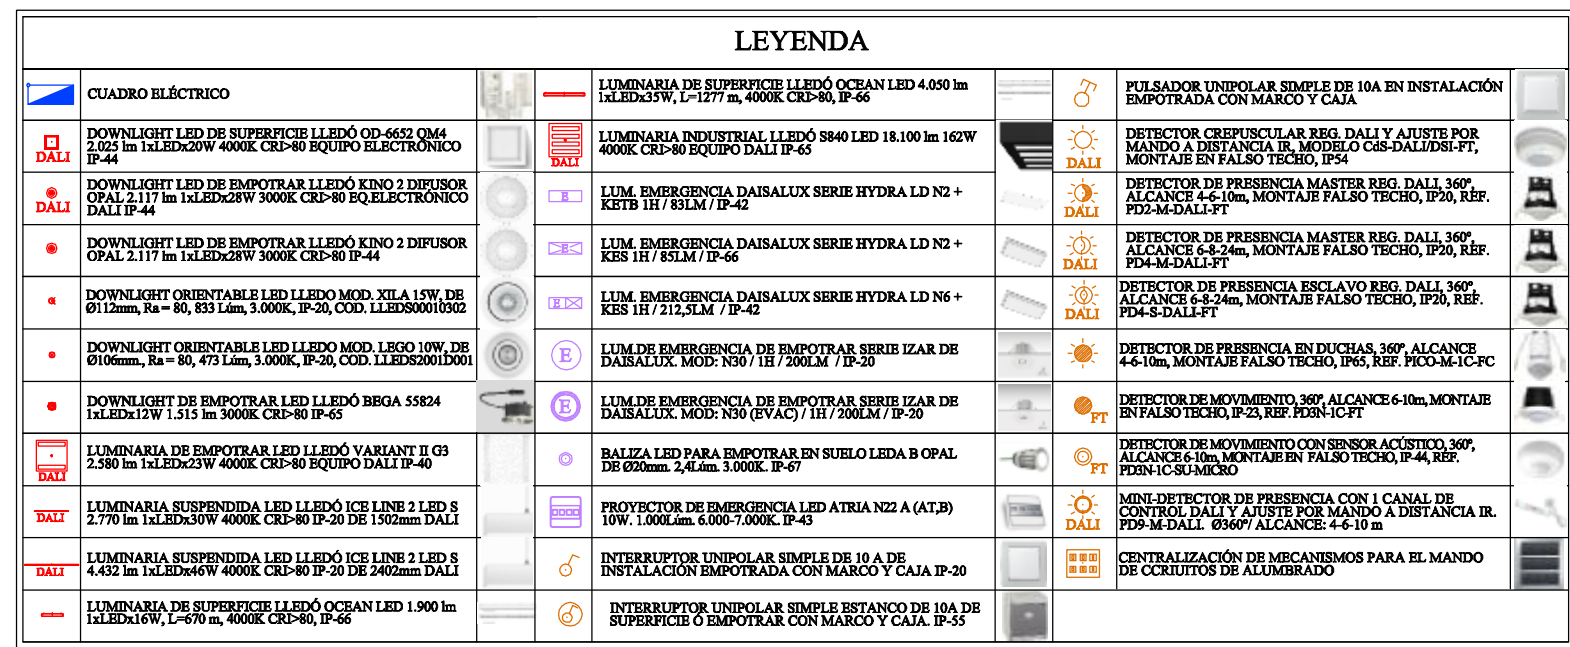 LEYENDA
CUADRO ELÉCTRICO
DALI
DOWNLIGHT LED DE SUPERFICIE LLEDÓ OD-6652 QM4
2.025 lm 1xLEDx20W 4000K CRI>80 EQUIPO ELECTRÓNICO
IP-44
DALI
DOWNLIGHT LED DE EMPOTRAR LLEDÓ KINO 2 DIFUSOR
OPAL 2.117 lm 1xLEDx28W 3000K CRI>80 EQ.ELECTRÓNICO
DALI IP-44
DOWNLIGHT LED DE EMPOTRAR LLEDÓ KINO 2 DIFUSOR
OPAL 2.117 lm 1xLEDx28W 3000K CRI>80 IP-44
DOWNLIGHT ORIENTABLE LED LLEDO MOD. XILA 15W, DE
Ø112mm, Ra = 80, 833 Lúm, 3.000K, IP-20, COD. LLEDS00010302
DOWNLIGHT ORIENTABLE LED LLEDO MOD. LEGO 10W, DE
Ø106mm., Ra = 80, 473 Lúm, 3.000K, IP-20, COD. LLEDS2001D001
DOWNLIGHT DE EMPOTRAR LED LLEDÓ BEGA 55824
1xLEDx12W 1.515 lm 3000K CRI>80 IP-65
DALI
LUMINARIA DE EMPOTRAR LED LLEDÓ VARIANT II G3
2.580 lm 1xLEDx23W 4000K CRI>80 EQUIPO DALI IP-40
DALI
LUMINARIA SUSPENDIDA LED LLEDÓ ICE LINE 2 LED S
2.770 lm 1xLEDx30W 4000K CRI>80 IP-20 DE 1502mm DALI
DALI
LUMINARIA SUSPENDIDA LED LLEDÓ ICE LINE 2 LED S
4.432 lm 1xLEDx46W 4000K CRI>80 IP-20 DE 2402mm DALI
LUMINARIA DE SUPERFICIE LLEDÓ OCEAN LED 1.900 lm
1xLEDx16W, L=670 m, 4000K CRI>80, IP-66
LUMINARIA DE SUPERFICIE LLEDÓ OCEAN LED 4.050 lm
1xLEDx35W, L=1277 m, 4000K CRI>80, IP-66
DALI
LUMINARIA INDUSTRIAL LLEDÓ S840 LED 18.100 lm 162W
4000K CRI>80 EQUIPO DALI IP-65
E
LUM. EMERGENCIA DAISALUX SERIE HYDRA LD N2 +
KETB 1H / 83LM / IP-42
E
LUM. EMERGENCIA DAISALUX SERIE HYDRA LD N2 +
KES 1H / 85LM / IP-66
E
LUM. EMERGENCIA DAISALUX SERIE HYDRA LD N6 +
KES 1H / 212,5LM / IP-42
E
LUM.DE EMERGENCIA DE EMPOTRAR SERIE IZAR DE
DAISALUX. MOD: N30 / 1H / 200LM / IP-20
E
LUM.DE EMERGENCIA DE EMPOTRAR SERIE IZAR DE
DAISALUX. MOD: N30 (EVAC) / 1H / 200LM / IP-20
BALIZA LED PARA EMPOTRAR EN SUELO LEDA B OPAL
DE Ø20mm. 2,4Lúm. 3.000K. IP-67
PROYECTOR DE EMERGENCIA LED ATRIA N22 A (AT,B)
10W. 1.000Lúm. 6.000-7.000K. IP-43
INTERRUPTOR UNIPOLAR SIMPLE DE 10 A DE
INSTALACIÓN EMPOTRADA CON MARCO Y CAJA IP-20
INTERRUPTOR UNIPOLAR SIMPLE ESTANCO DE 10A DE
SUPERFICIE Ó EMPOTRAR CON MARCO Y CAJA. IP-55
PULSADOR UNIPOLAR SIMPLE DE 10A EN INSTALACIÓN
EMPOTRADA CON MARCO Y CAJA
DALI
DETECTOR CREPUSCULAR REG. DALI Y AJUSTE POR
MANDO A DISTANCIA IR, MODELO CdS-DALI/DSI-FT,
MONTAJE EN FALSO TECHO, IP54
DALI
DETECTOR DE PRESENCIA MASTER REG. DALI, 360º,
ALCANCE 4-6-10m, MONTAJE FALSO TECHO, IP20, REF.
PD2-M-DALI-FT
DALI
DETECTOR DE PRESENCIA MASTER REG. DALI, 360º,
ALCANCE 6-8-24m, MONTAJE FALSO TECHO, IP20, REF.
PD4-M-DALI-FT
DALI
DETECTOR DE PRESENCIA ESCLAVO REG. DALI, 360º,
ALCANCE 6-8-24m, MONTAJE FALSO TECHO, IP20, REF.
PD4-S-DALI-FT
DETECTOR DE PRESENCIA EN DUCHAS, 360º, ALCANCE
4-6-10m, MONTAJE FALSO TECHO, IP65, REF. PICO-M-1C-FC
FT
DETECTOR DE MOVIMIENTO, 360º, ALCANCE 6-10m, MONTAJE
EN FALSO TECHO, IP-23, REF. PD3N-1C-FT
FT
DETECTOR DE MOVIMIENTO CON SENSOR ACÚSTICO, 360º,
ALCANCE 6-10m, MONTAJE EN FALSO TECHO, IP-44, REF.
PD3N-1C-SU-MICRO
DALI
MINI-DETECTOR DE PRESENCIA CON 1 CANAL DE
CONTROL DALI Y AJUSTE POR MANDO A DISTANCIA IR.
PD9-M-DALI. Ø360º/ ALCANCE: 4-6-10 m
CENTRALIZACIÓN DE MECANISMOS PARA EL MANDO
DE CCRIUITOS DE ALUMBRADO